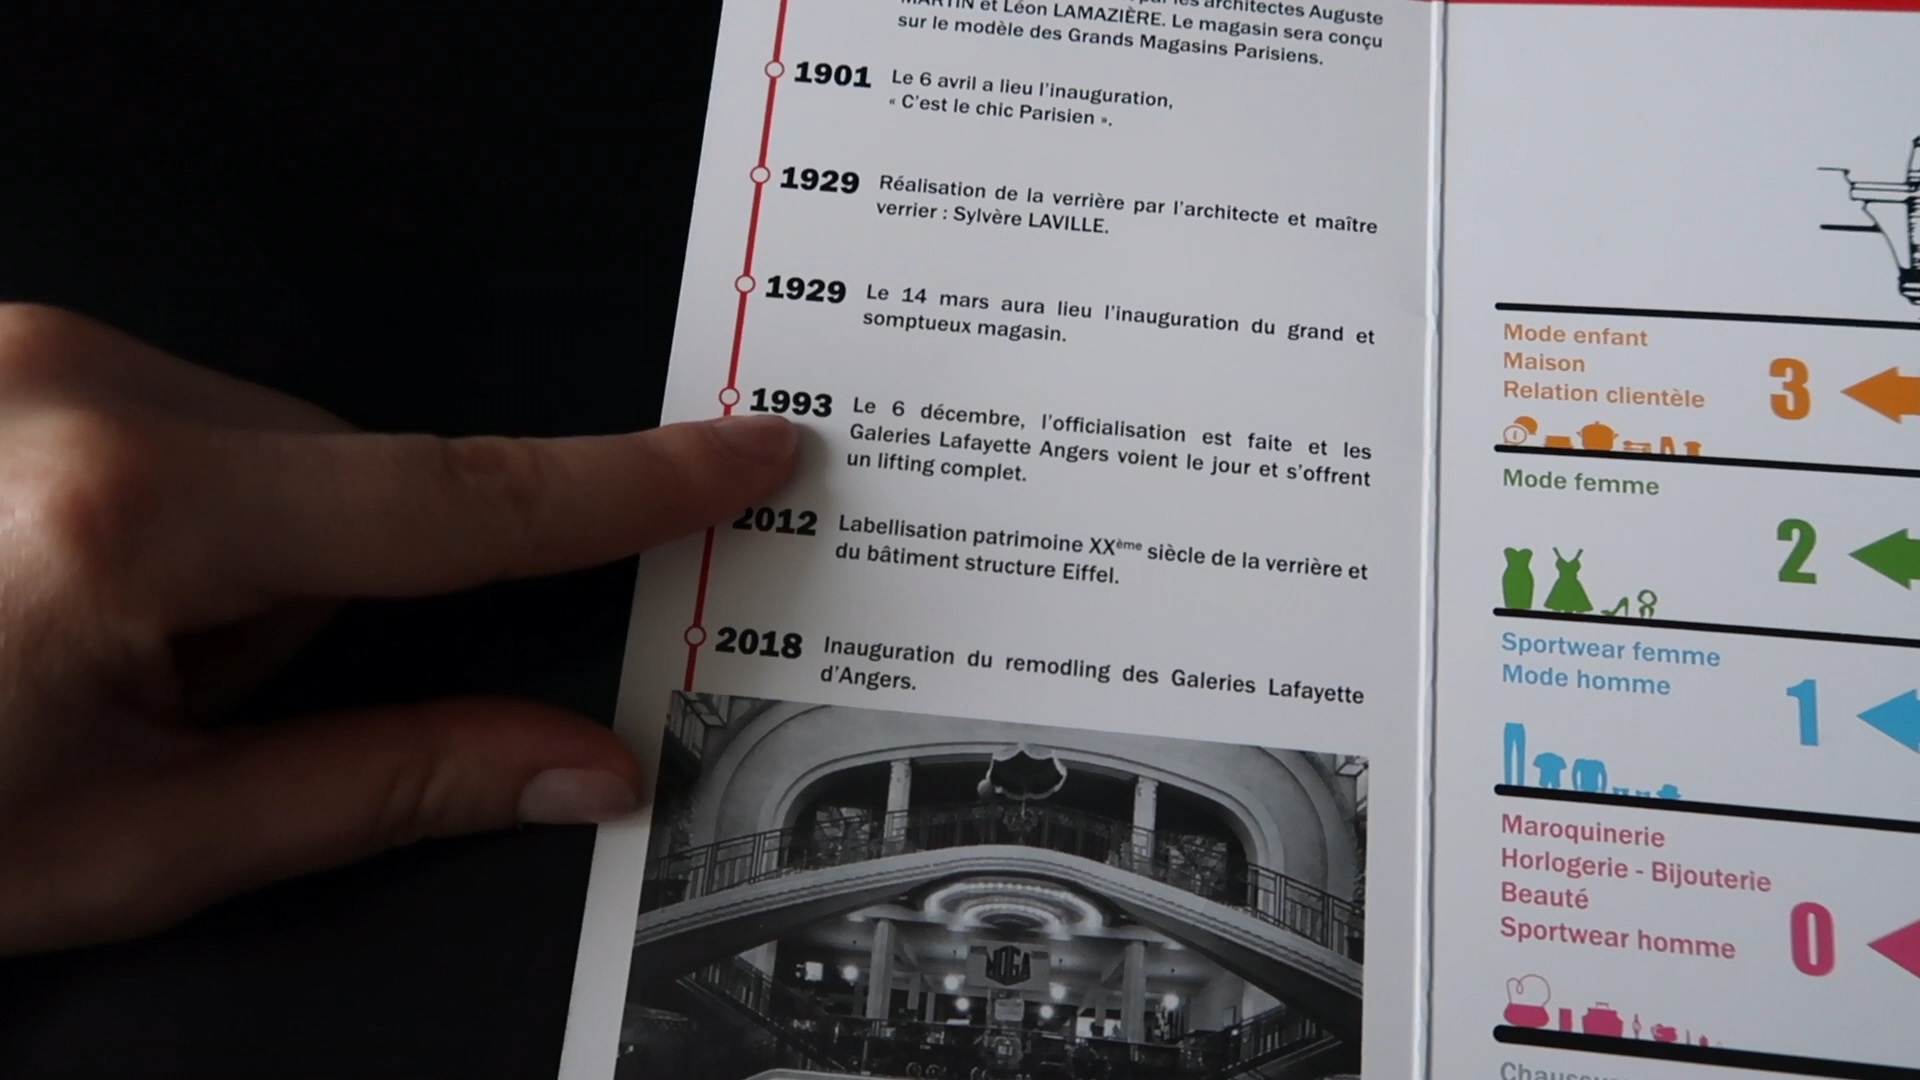 architectes Auguste
MARTIN et Léon LAMAZIÈRE. Le magasin sera conçu
sur le modèle des Grands Magasins Parisiens.
1901 Le 6 avril a lieu l'inauguration,
« C'est le chic Parisien ».
1929 Réalisation de la verrière par l'architecte et maître
verrier : Sylvère LAVILLE.
1929 Le 14 mars aura lieu l'inauguration du grand et
somptueux magasin.
1993 Le 6 décembre, l'officialisation est faite et les
Galeries Lafayette Angers voient le jour et s'offrent
un lifting complet.
2012 Labellisation patrimoine XXème siècle de la verrière et
du bâtiment structure Eiffel.
2018 Inauguration du remodling des Galeries Lafayette
d'Angers.
Mode enfant
Maison
Relation clientèle
3
Mode femme
2
Sportwear femme
Mode homme
1
Maroquinerie
Horlogerie - Bijouterie
Beauté
Sportwear homme
0